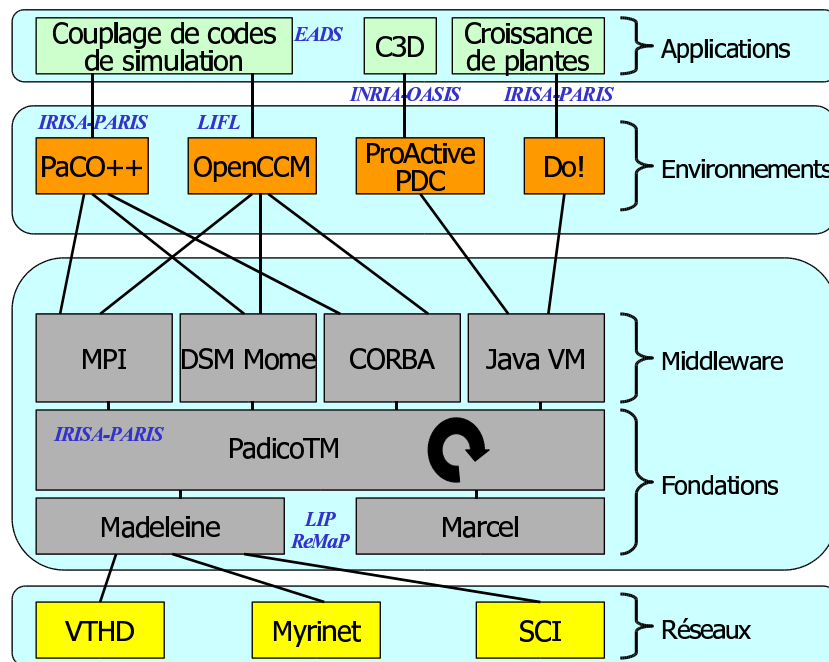 Couplage de codes
de simulation
EADS
C3D
Croissance
de plantes
Applications
INRIA-OASIS
IRISA-PARIS
IRISA-PARIS
LIFL
PaCO++
OpenCCM
ProActive
PDC
Do!
Environnements
MPI
DSM Mome
CORBA
Java VM
Middleware
IRISA-PARIS
PadicoTM
Fondations
Madeleine
LIP
ReMaP
Marcel
VTHD
Myrinet
SCI
Réseaux